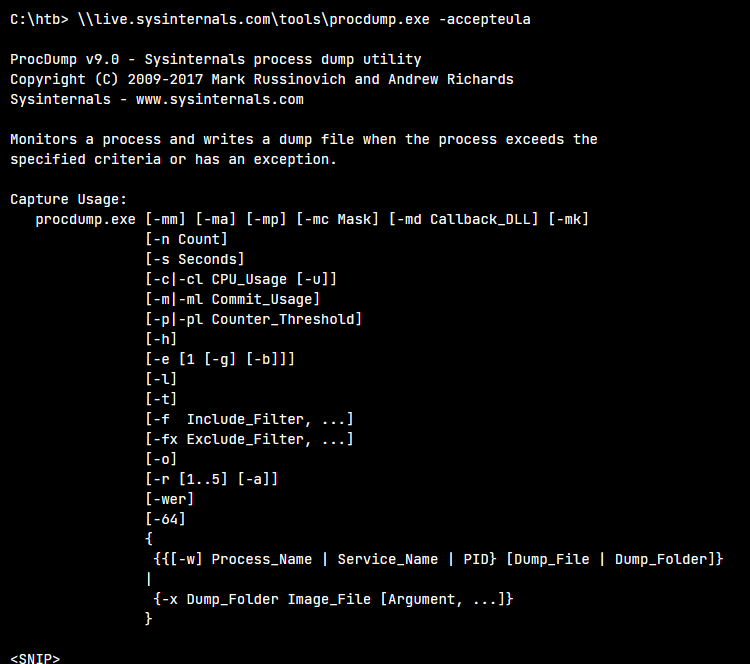 C:\htb> \\live.sysinternals.com\tools\procdump.exe -accepteula

ProcDump v9.0 - Sysinternals process dump utility
Copyright (C) 2009-2017 Mark Russinovich and Andrew Richards
Sysinternals - www.sysinternals.com

Monitors a process and writes a dump file when the process exceeds the
specified criteria or has an exception.

Capture Usage:
   procdump.exe [-mm] [-ma] [-mp] [-mc Mask] [-md Callback_DLL] [-mk]
                [-n Count]
                [-s Seconds]
                [-c|-cl CPU_Usage [-u]]
                [-m|-ml Commit_Usage]
                [-p|-pl Counter_Threshold]
                [-h]
                [-e [1 [-g] [-b]]]
                [-l]
                [-t]
                [-f  Include_Filter, ...]
                [-fx Exclude_Filter, ...]
                [-o]
                [-r [1..5] [-a]]
                [-wer]
                [-64]
                {
                 {{[-w] Process_Name | Service_Name | PID} [Dump_File | Dump_Folder]}
                |
                 {-x Dump_Folder Image_File [Argument, ...]}
                }

<SNIP>